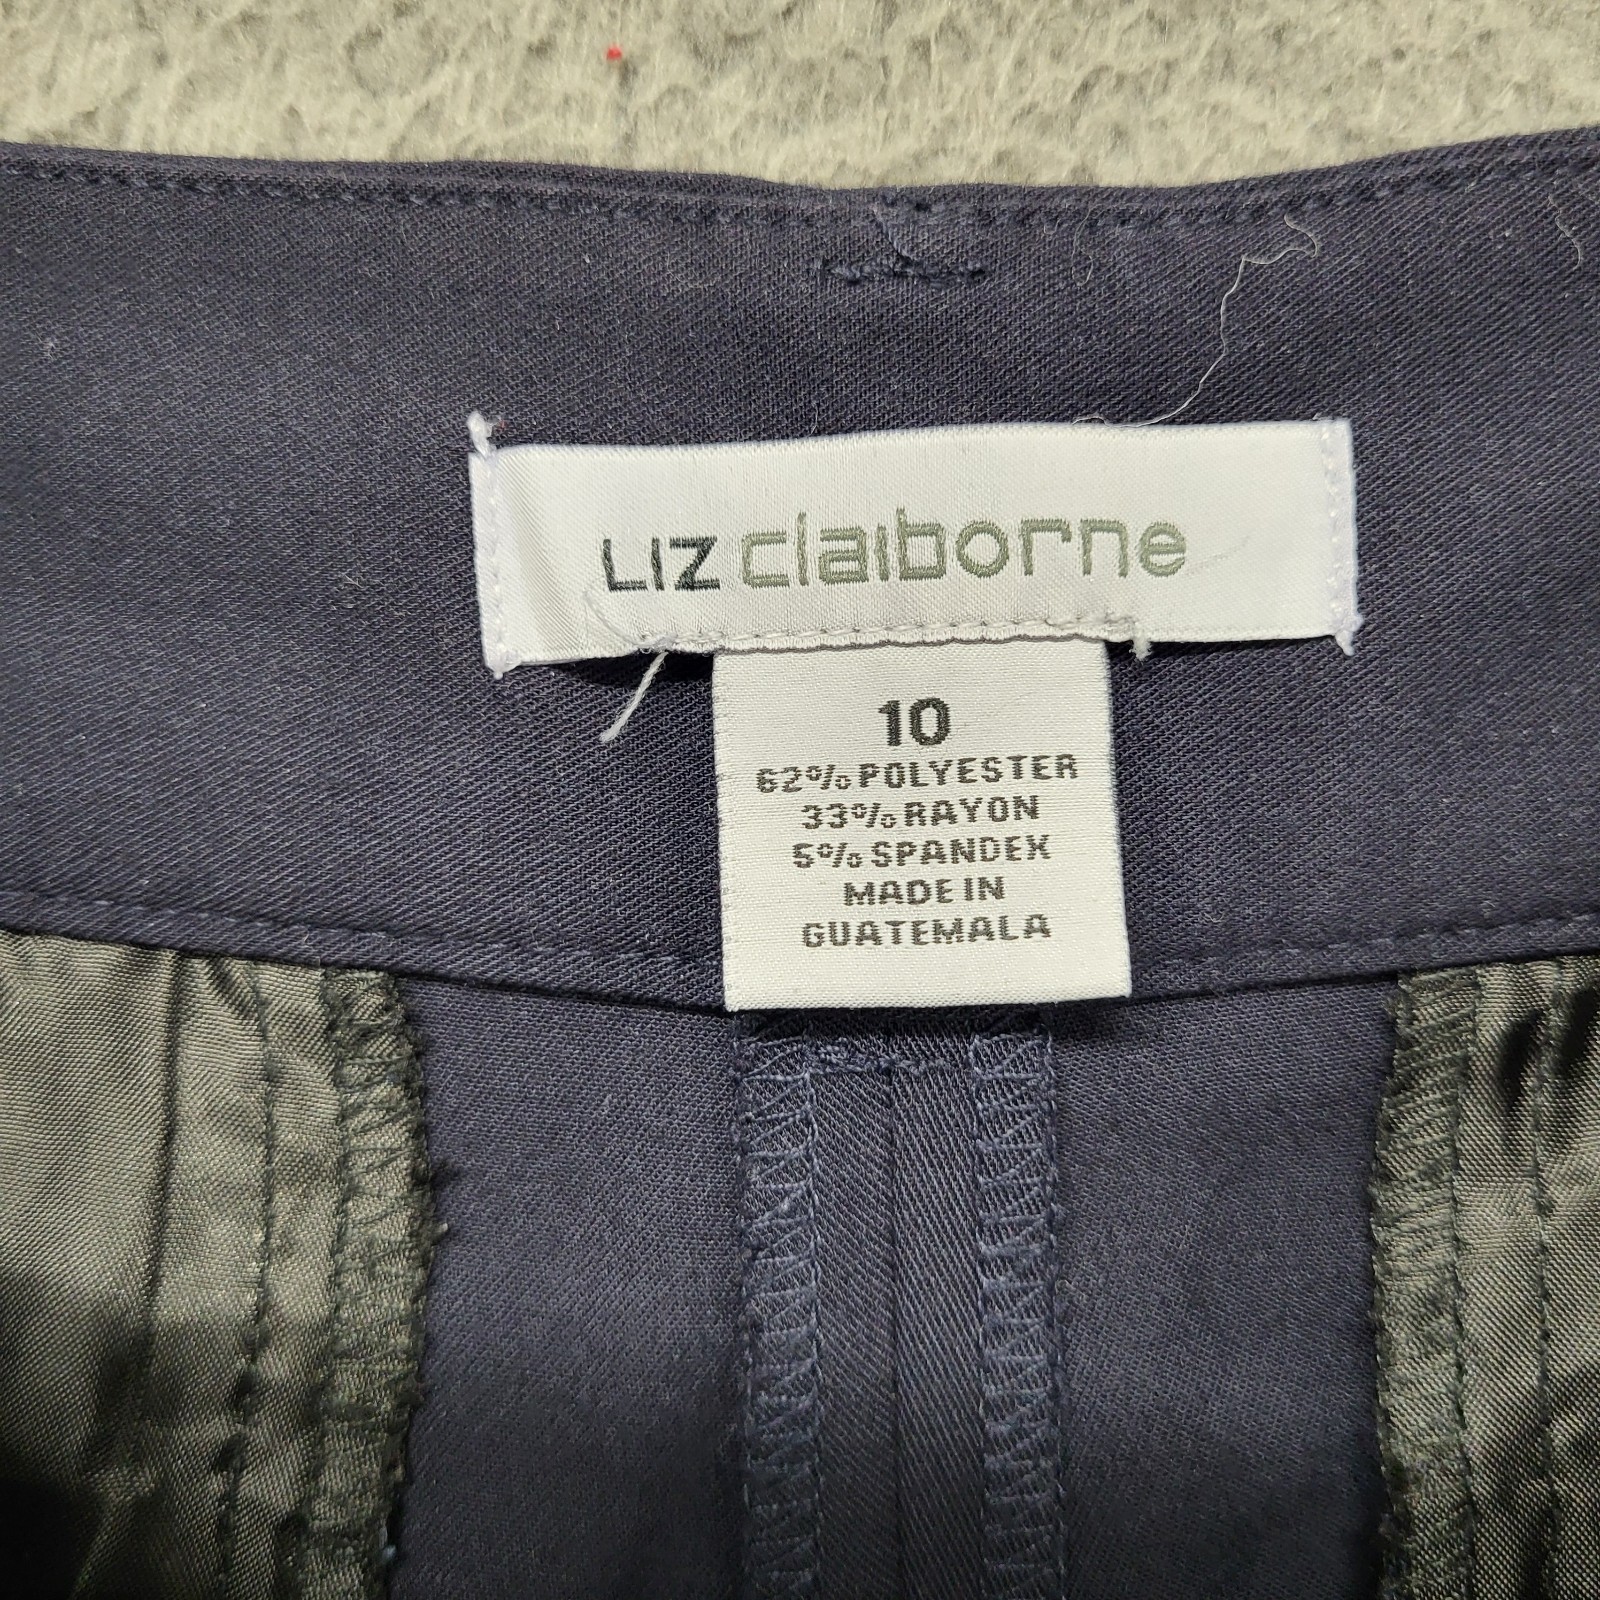 LIZ claiborne
10
62% POLYESTER
33% RAYON
5% SPANDEX
MADE IN
GUATEMALA